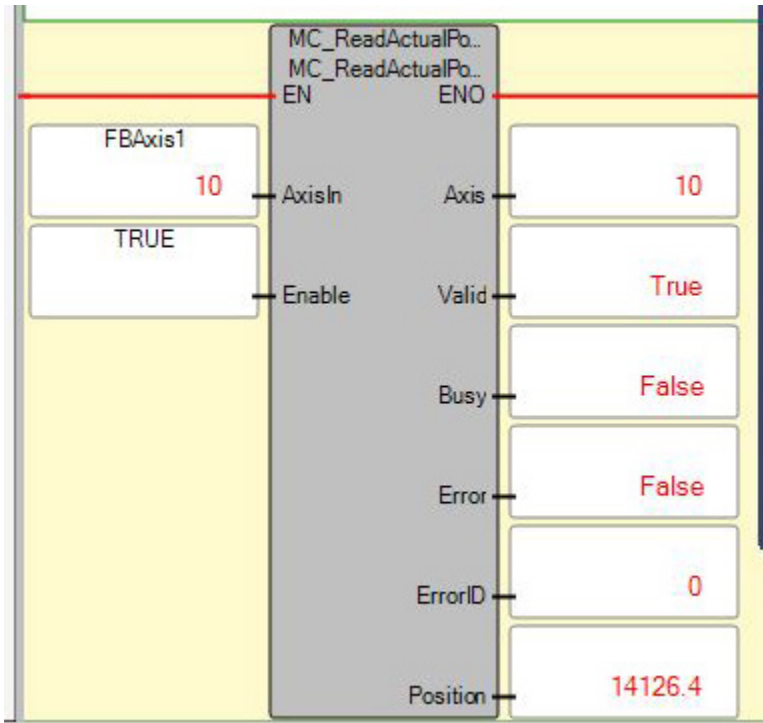 MC_ReadActualPo...
MC_ReadActualPo...
EN ENO
FBAxis1
10 AxisIn Axis 10
TRUE
Enable Valid True
Busy False
Error False
ErrorID 0
Position 14126.4